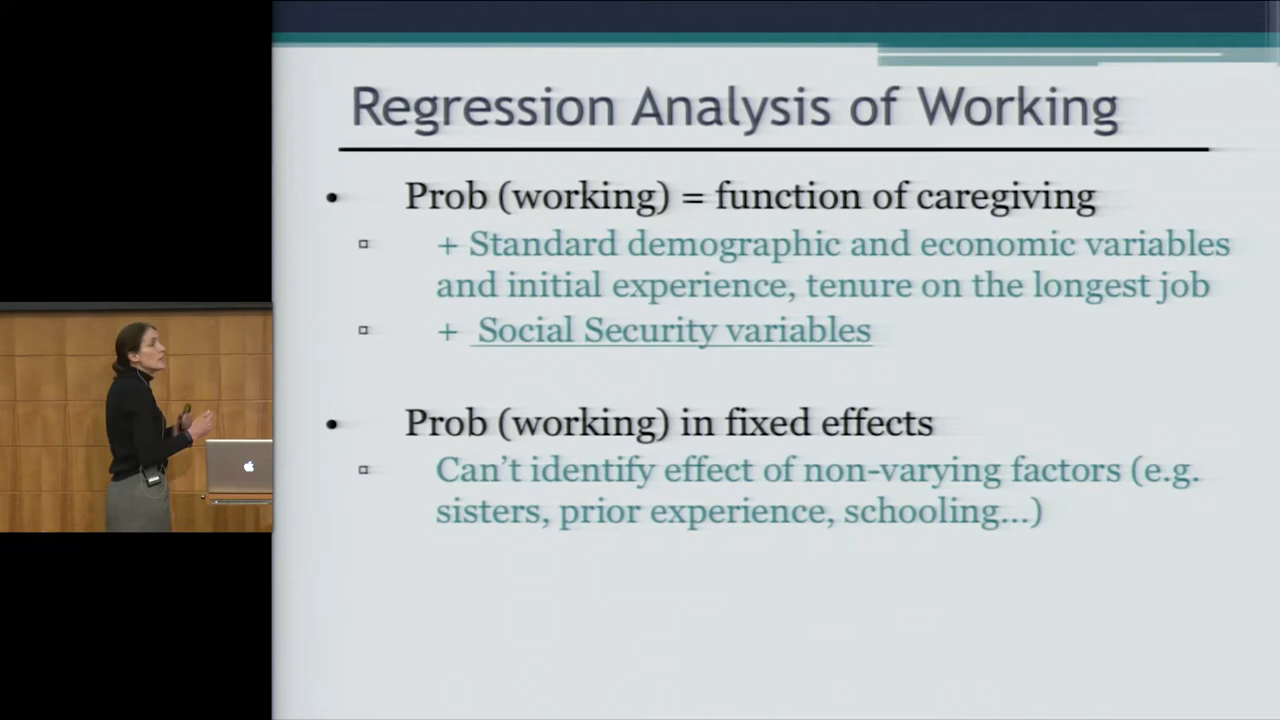 Regression Analysis of Working
• Prob (working) = function of caregiving
▫ + Standard demographic and economic variables
and initial experience, tenure on the longest job
▫ + Social Security variables
• Prob (working) in fixed effects
▫ Can't identify effect of non-varying factors (e.g.
sisters, prior experience, schooling...)